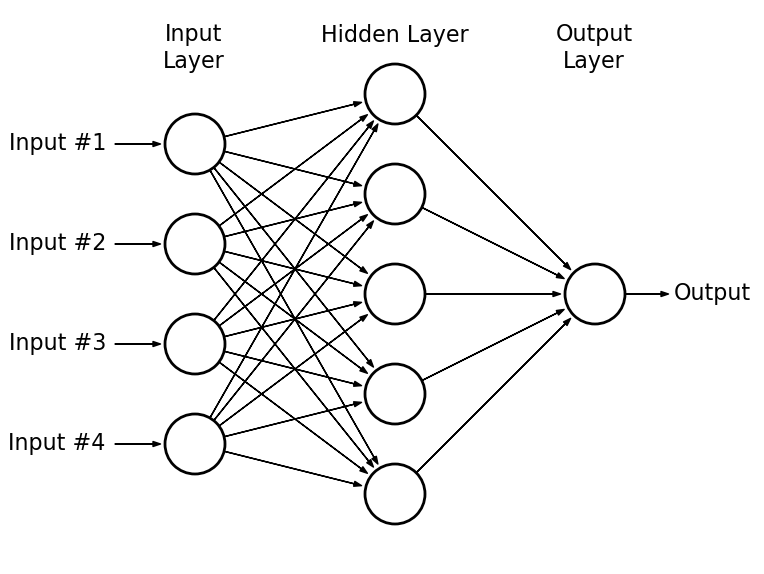 Input
Layer
Hidden Layer
Output
Layer
Input #1
Input #2
Input #3
Input #4
Output